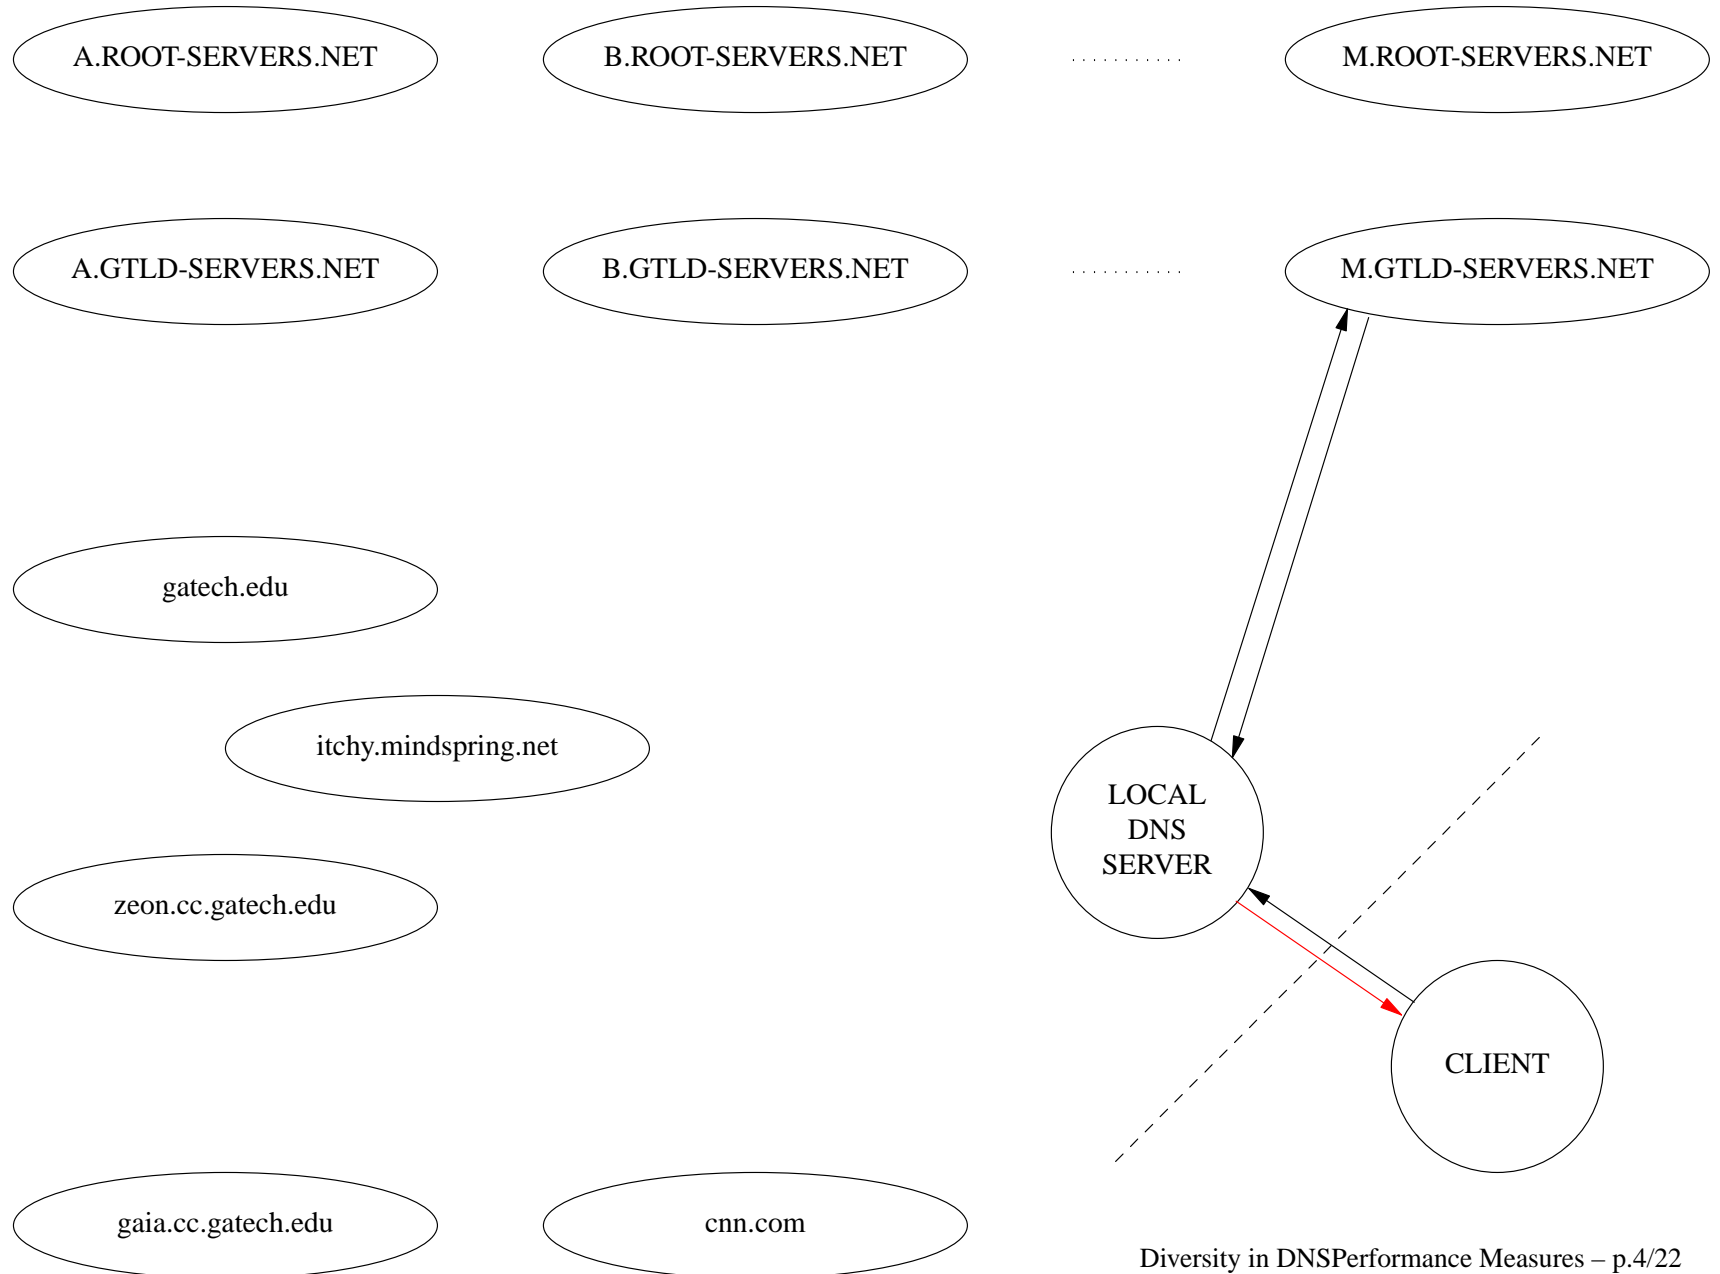 A.ROOT-SERVERS.NET
B.ROOT-SERVERS.NET
M.ROOT-SERVERS.NET
A.GTLD-SERVERS.NET
B.GTLD-SERVERS.NET
M.GTLD-SERVERS.NET
gatech.edu
itchy.mindspring.net
LOCAL
DNS
SERVER
zeon.cc.gatech.edu
CLIENT
gaia.cc.gatech.edu
cnn.com
Diversity in DNSPerformance Measures – p.4/22